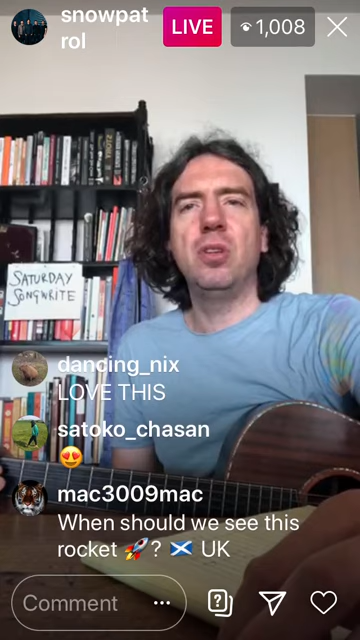 snowpat
rol
LIVE
1,008
SATURDAY
SONGWRITE
dancing_nix
LOVE THIS
satoko_chasan
😍
mac3009mac
When should we see this
rocket 🚀? 🏴󠁧󠁢󠁳󠁣󠁴󠁿 UK
Comment